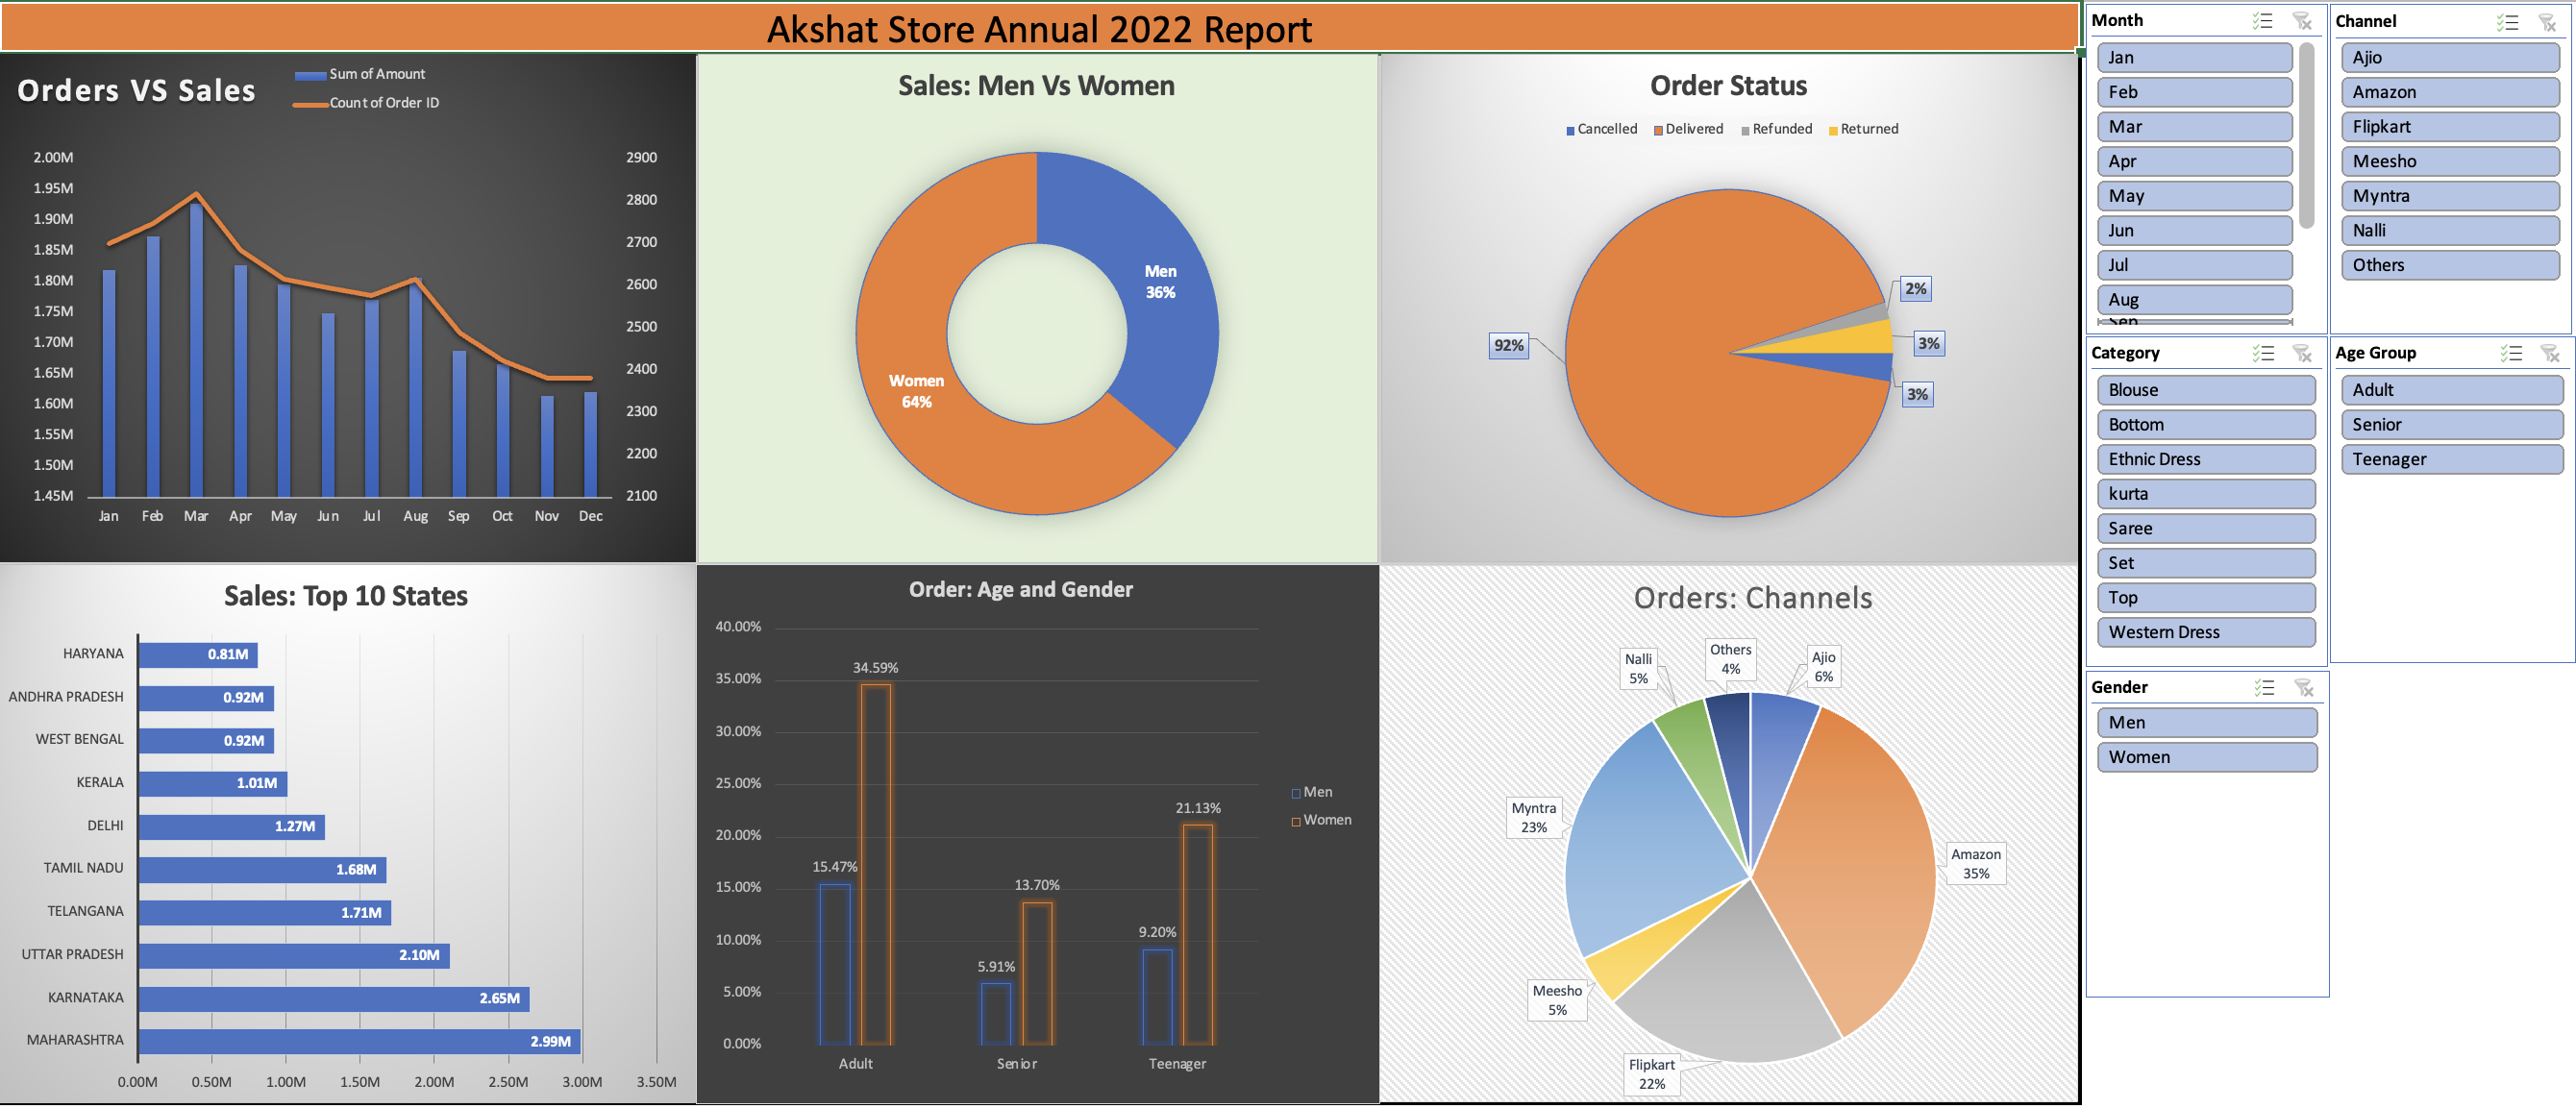 Akshat Store Annual 2022 Report
Orders VS Sales
Sum of Amount
Count of Order ID
2.00M
1.95M
1.90M
1.85M
1.80M
1.75M
1.70M
1.65M
1.60M
1.55M
1.50M
1.45M
2900
2800
2700
2600
2500
2400
2300
2200
2100
Jan Feb Mar Apr May Jun Jul Aug Sep Oct Nov Dec
Sales: Men Vs Women
Men
36%
Women
64%
Order Status
Cancelled Delivered Refunded Returned
2%
92%
3%
3%
Sales: Top 10 States
HARYANA 0.81M
ANDHRA PRADESH 0.92M
WEST BENGAL 0.92M
KERALA 1.01M
DELHI 1.27M
TAMIL NADU 1.68M
TELANGANA 1.71M
UTTAR PRADESH 2.10M
KARNATAKA 2.65M
MAHARASHTRA 2.99M
0.00M 0.50M 1.00M 1.50M 2.00M 2.50M 3.00M 3.50M
Order: Age and Gender
40.00%
35.00%
30.00%
25.00%
20.00%
15.00%
10.00%
5.00%
0.00%
15.47%
34.59%
5.91%
13.70%
9.20%
21.13%
Adult Senior Teenager
Men
Women
Orders: Channels
Nalli
5%
Others
4%
Ajio
6%
Myntra
23%
Amazon
35%
Meesho
5%
Flipkart
22%
Month
Jan
Feb
Mar
Apr
May
Jun
Jul
Aug
Sep
Channel
Ajio
Amazon
Flipkart
Meesho
Myntra
Nalli
Others
Category
Blouse
Bottom
Ethnic Dress
kurta
Saree
Set
Top
Western Dress
Age Group
Adult
Senior
Teenager
Gender
Men
Women